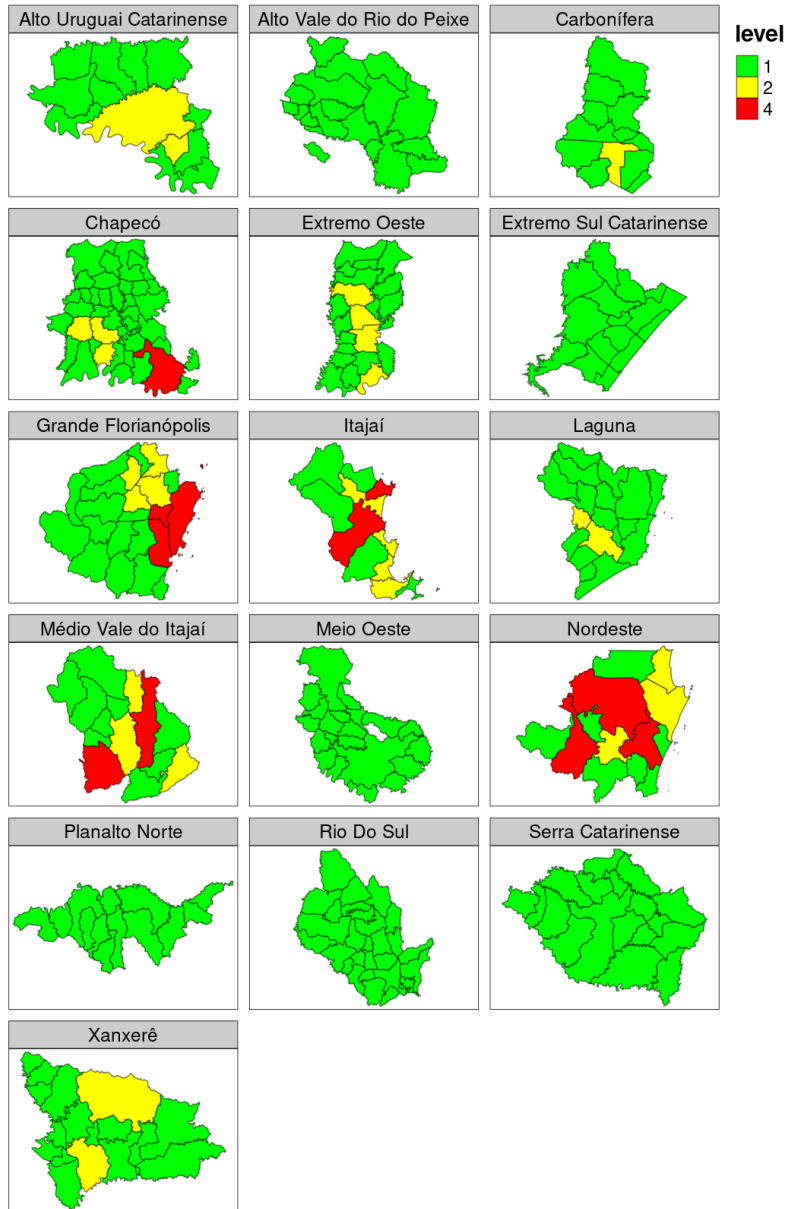 Alto Uruguai Catarinense
Alto Vale do Rio do Peixe
Carbonífera
level
1
2
4
Chapecó
Extremo Oeste
Extremo Sul Catarinense
Grande Florianópolis
Itajaí
Laguna
Médio Vale do Itajaí
Meio Oeste
Nordeste
Planalto Norte
Rio Do Sul
Serra Catarinense
Xanxerê